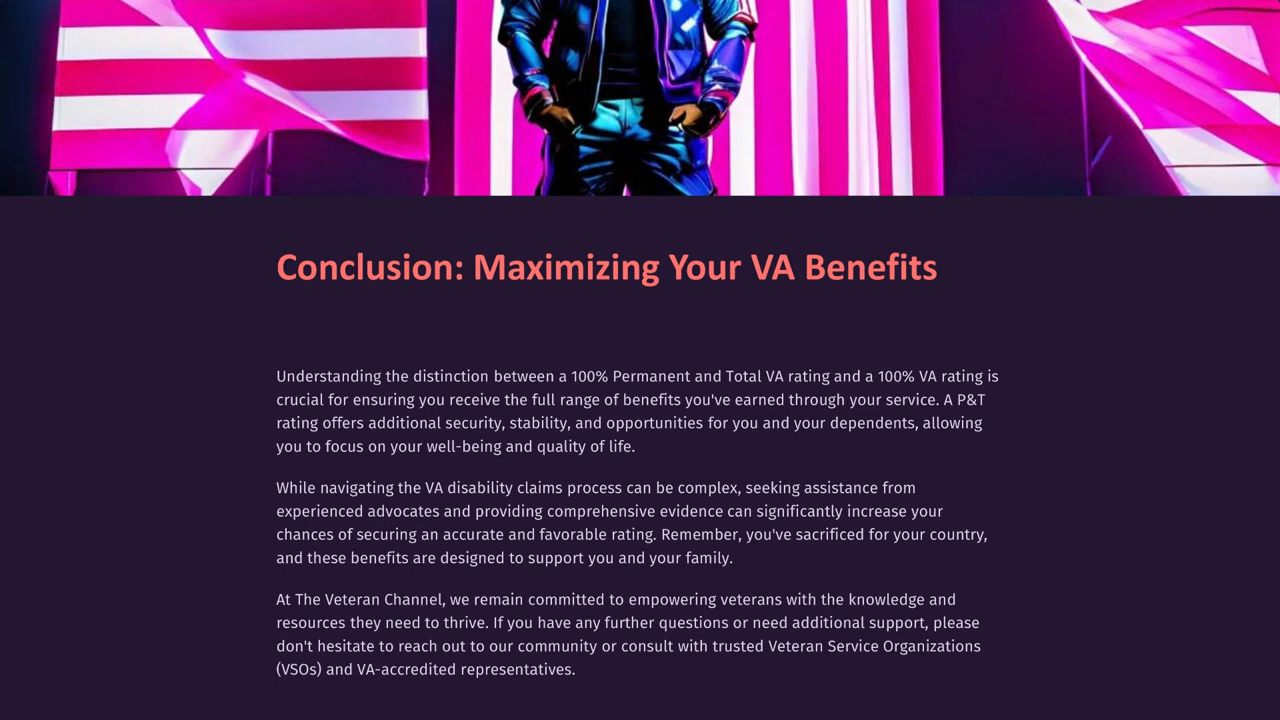 Conclusion: Maximizing Your VA Benefits
Understanding the distinction between a 100% Permanent and Total VA rating and a 100% VA rating is
crucial for ensuring you receive the full range of benefits you've earned through your service. A P&T
rating offers additional security, stability, and opportunities for you and your dependents, allowing
you to focus on your well-being and quality of life.
While navigating the VA disability claims process can be complex, seeking assistance from
experienced advocates and providing comprehensive evidence can significantly increase your
chances of securing an accurate and favorable rating. Remember, you've sacrificed for your country,
and these benefits are designed to support you and your family.
At The Veteran Channel, we remain committed to empowering veterans with the knowledge and
resources they need to thrive. If you have any further questions or need additional support, please
don't hesitate to reach out to our community or consult with trusted Veteran Service Organizations
(VSOs) and VA-accredited representatives.